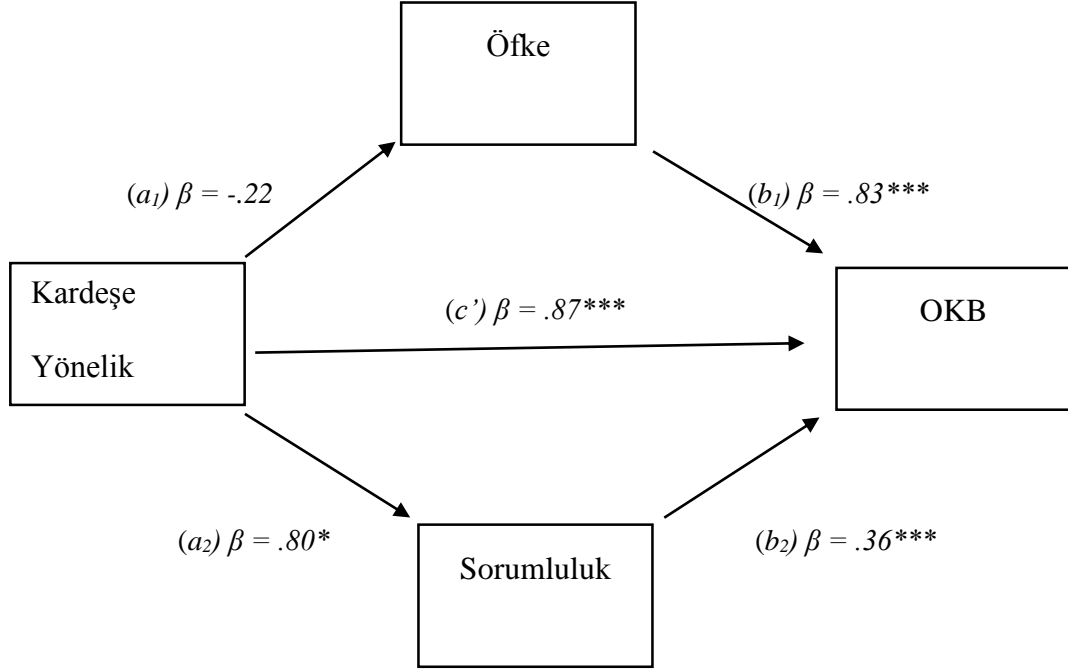 Öfke
(a1) β = -.22
(b1) β = .83***
Kardeşe
Yönelik
(c’) β = .87***
OKB
(a2) β = .80*
(b2) β = .36***
Sorumluluk